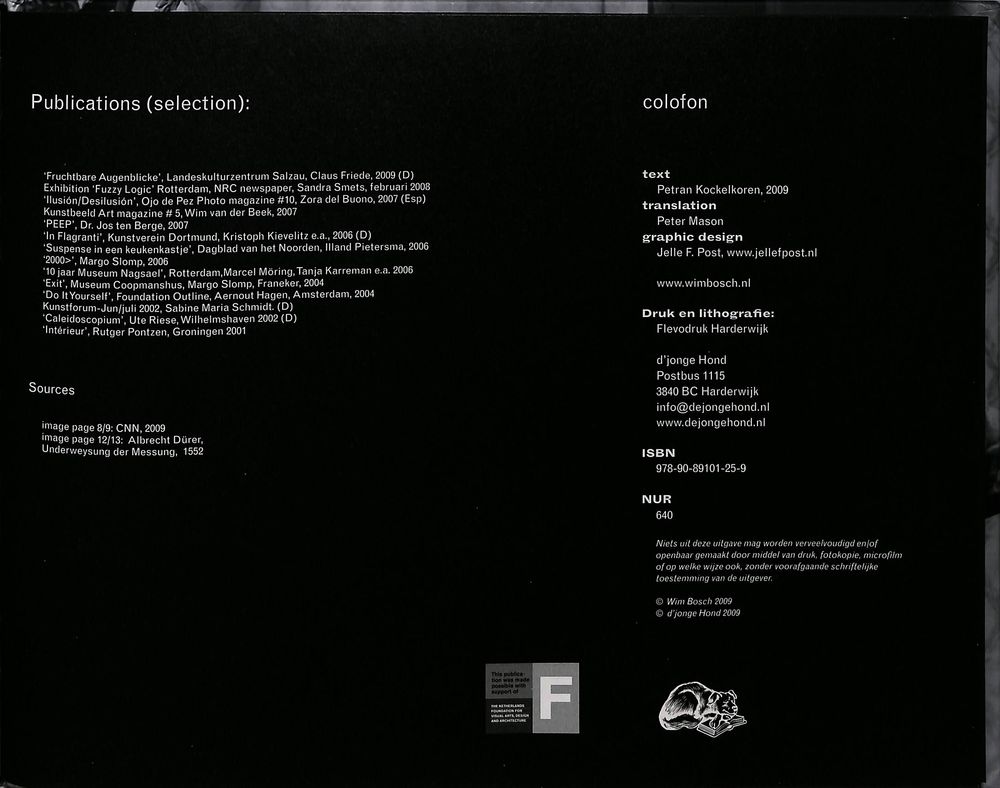 Publications (selection):
'Fruchtbare Augenblicke', Landeskulturzentrum Salzau, Claus Friede, 2009 (D)
Exhibition 'Fuzzy Logic' Rotterdam, NRC newspaper, Sandra Smets, februari 2008
'Ilusión/Desilusión', Ojo de Pez Photo magazine #10, Zora del Buono, 2007 (Esp)
Kunstbeeld Art magazine # 5, Wim van der Beek, 2007
'PEEP', Dr. Jos ten Berge, 2007
'In Flagranti', Kunstverein Dortmund, Kristoph Kievelitz e.a., 2006 (D)
'Suspense in een keukenkastje', Dagblad van het Noorden, Illand Pietersma, 2006
'2000>', Margo Slomp, 2006
'10 jaar Museum Nagsael', Rotterdam,Marcel Möring,Tanja Karreman e.a. 2006
'Exit', Museum Coopmanshus, Margo Slomp, Franeker, 2004
'Do It Yourself', Foundation Outline, Aernout Hagen, Amsterdam, 2004
Kunstforum-Jun/juli 2002, Sabine Maria Schmidt. (D)
'Caleidoscopium', Ute Riese, Wilhelmshaven 2002 (D)
'Intérieur', Rutger Pontzen, Groningen 2001
Sources
image page 8/9: CNN, 2009
image page 12/13: Albrecht Dürer,
Underweysung der Messung, 1552
colofon
text
Petran Kockelkoren, 2009
translation
Peter Mason
graphic design
Jelle F. Post, www.jellefpost.nl
www.wimbosch.nl
Druk en lithografie:
Flevodruk Harderwijk
d'jonge Hond
Postbus 1115
3840 BC Harderwijk
info@dejongehond.nl
www.dejongehond.nl
ISBN
978-90-89101-25-9
NUR
640
Niets uit deze uitgave mag worden verveelvoudigd en/of
openbaar gemaakt door middel van druk, fotokopie, microfilm
of op welke wijze ook, zonder voorafgaande schriftelijke
toestemming van de uitgever.
© Wim Bosch 2009
© d'jonge Hond 2009
This publica-
tion was made
possible with
support of
THE NETHERLANDS
FOUNDATION FOR
VISUAL ARTS, DESIGN
AND ARCHITECTURE
F